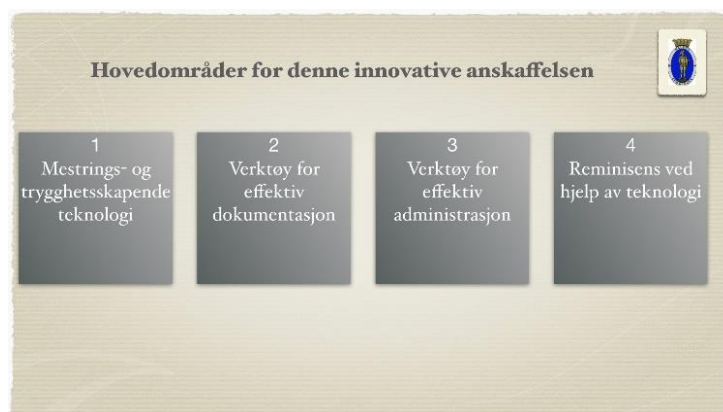 Hovedområder for denne innovative anskaffelsen
1
Mestrings- og
trygghetsskapende
teknologi
2
Verktøy for
effektiv
dokumentasjon
3
Verktøy for
effektiv
administrasjon
4
Reminisens ved
hjelp av teknologi